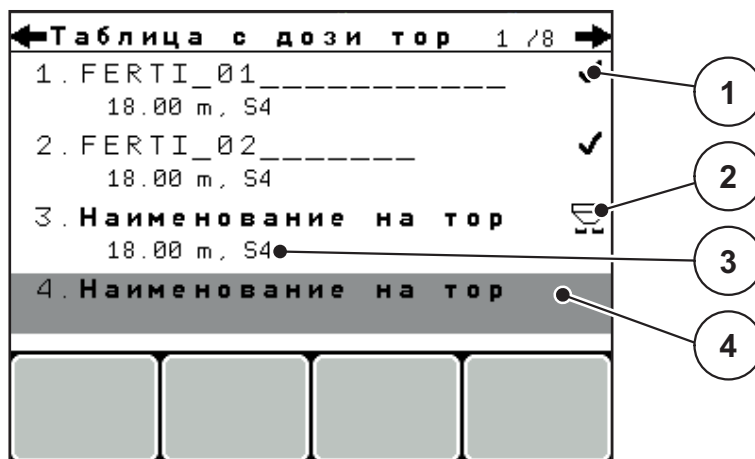 Таблица с дози тор 1 /8
1.FERTI_01___________
18.00 m, S4
2.FERTI_02_______
18.00 m, S4
3.Наименование на тор
18.00 m, S4
4.Наименование на тор
1
2
3
4